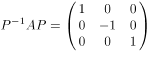 $P^{-1}AP = \begin{pmatrix} 1 & 0 & 0 \\ 0 & -1 & 0 \\ 0 & 0 & 1 \end{pmatrix}$